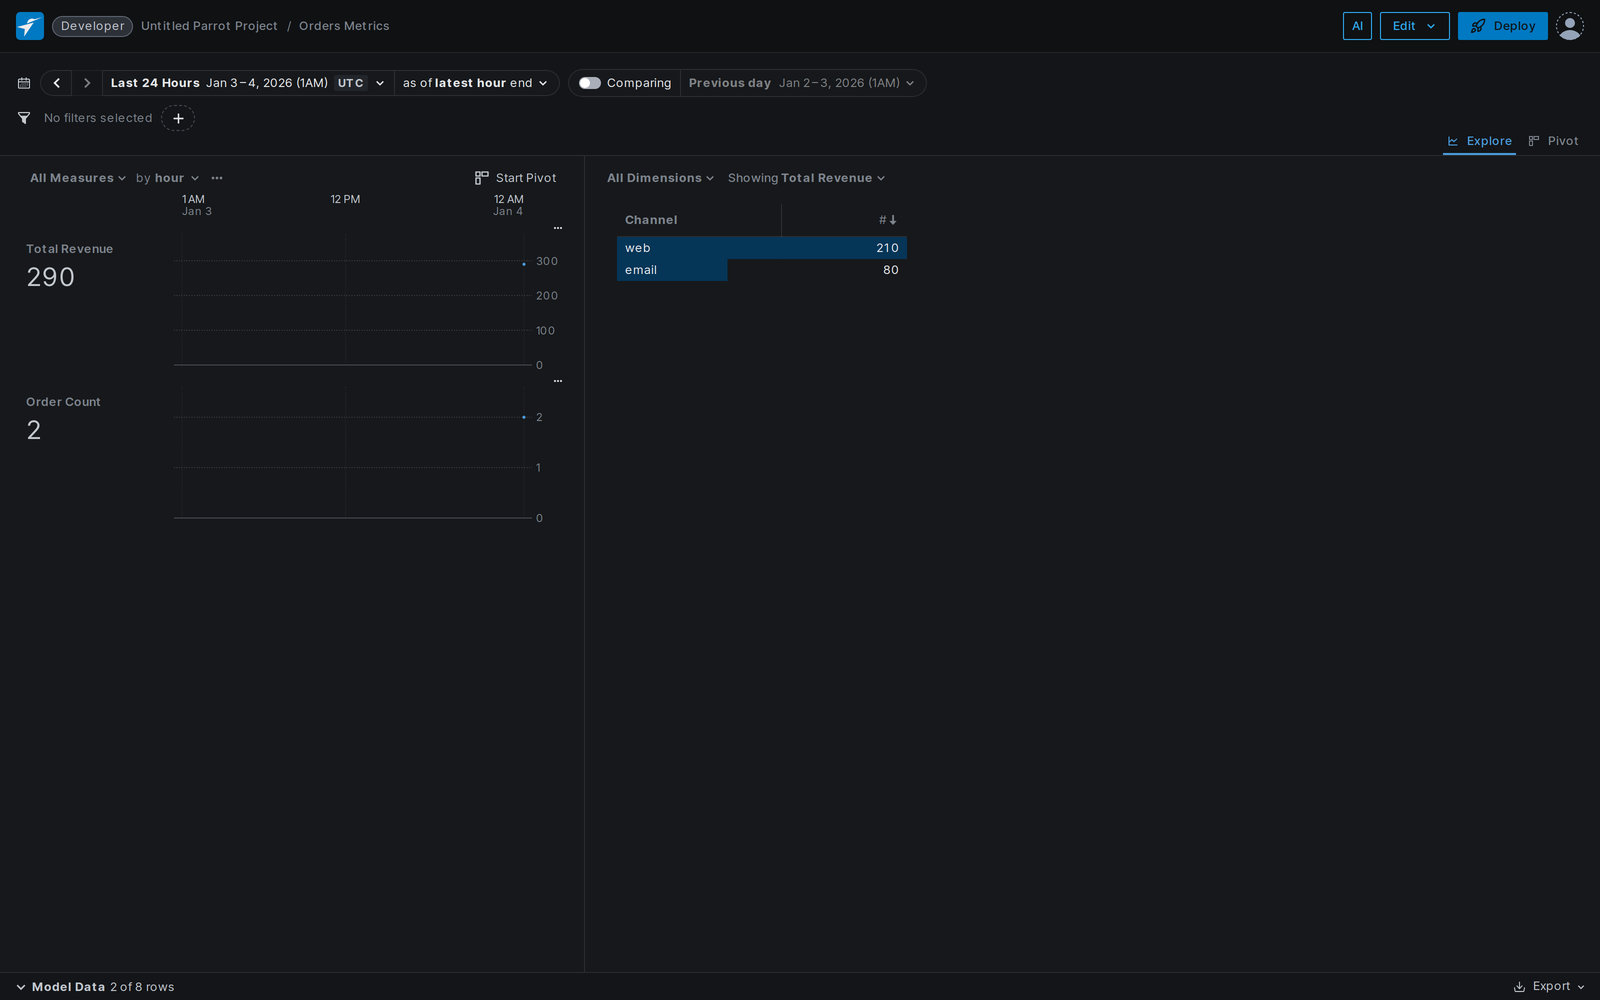 Developer Untitled Parrot Project / Orders Metrics AI Edit Deploy
Last 24 Hours Jan 3–4, 2026 (1AM) UTC as of latest hour end Comparing Previous day Jan 2–3, 2026 (1AM)
No filters selected +
Explore Pivot
All Measures by hour ... Start Pivot
1 AM 12 PM 12 AM
Jan 3 Jan 4
Total Revenue
290
300
200
100
0
Order Count
2
2
1
0
All Dimensions Showing Total Revenue
Channel #
web 210
email 80
Model Data 2 of 8 rows Export